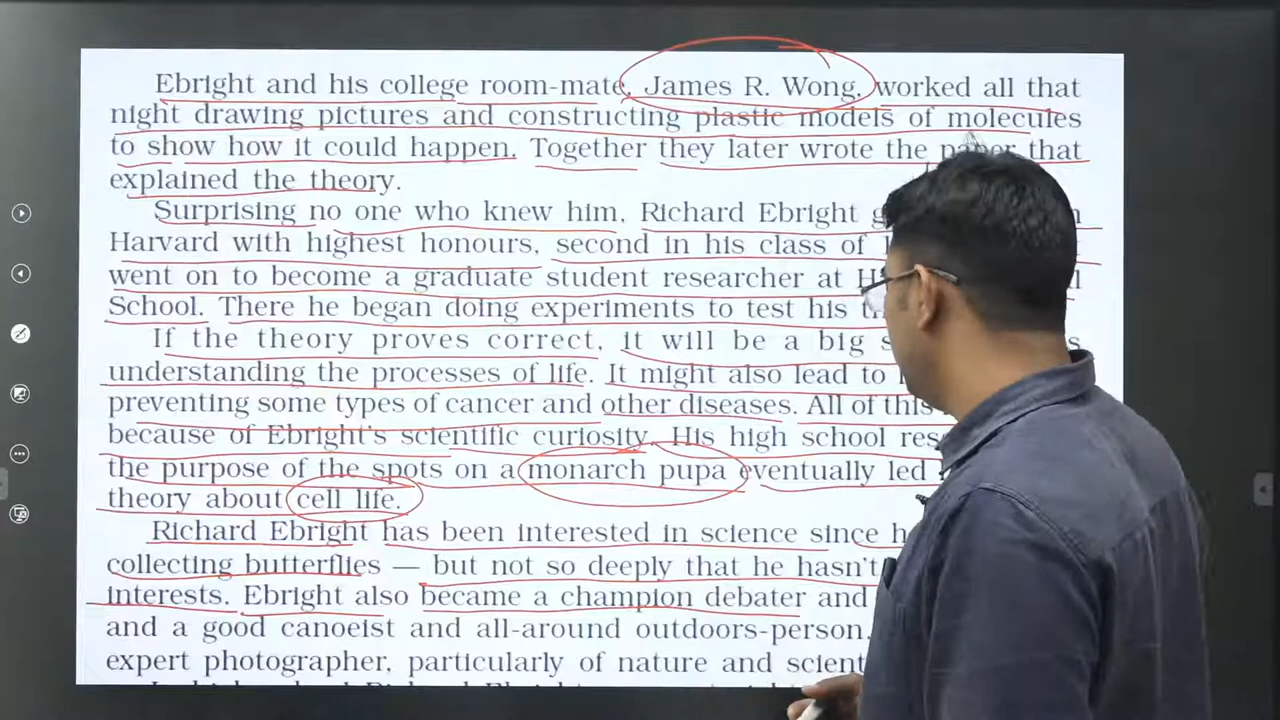 Ebright and his college room-mate, James R. Wong, worked all that
night drawing pictures and constructing plastic models of molecules
to show how it could happen. Together they later wrote the paper that
explained the theory.
Surprising no one who knew him, Richard Ebright
Harvard with highest honours, second in his class of
went on to become a graduate student researcher at
School. There he began doing experiments to test his
If the theory proves correct, it will be a big
understanding the processes of life. It might also lead to
preventing some types of cancer and other diseases. All of this
because of Ebright's scientific curiosity. His high school
the purpose of the spots on a monarch pupa eventually led
theory about cell life.
Richard Ebright has been interested in science since
collecting butterflies — but not so deeply that he hasn't
interests. Ebright also became a champion debater and
and a good canoeist and all-around outdoors-person.
expert photographer, particularly of nature and